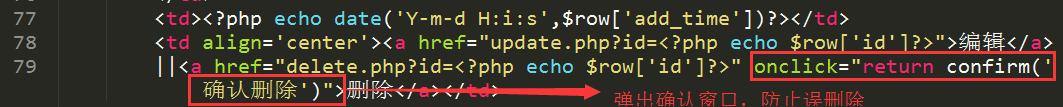 77 <td><?php echo date('Y-m-d H:i:s',$row['add_time'])?></td>
78 <td align='center'><a href="update.php?id=<?php echo $row['id']?>">编辑</a>
79 ||<a href="delete.php?id=<?php echo $row['id']?>" onclick="return confirm('
确认删除')">删除</a></td>
弹出确认窗口，防止误删除